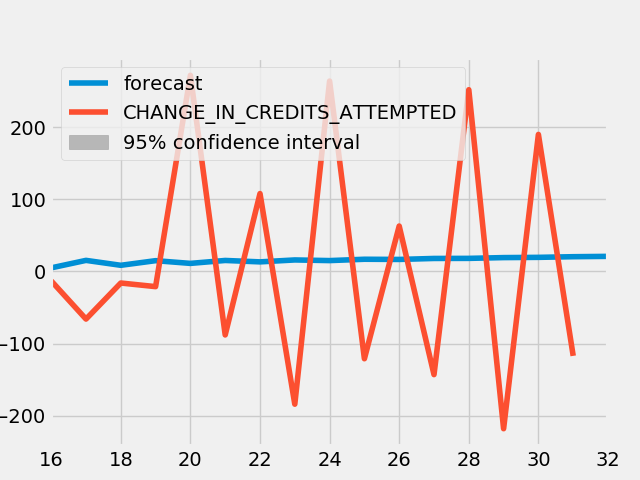 forecast
CHANGE_IN_CREDITS_ATTEMPTED
95% confidence interval
200
100
0
−100
−200
16 18 20 22 24 26 28 30 32